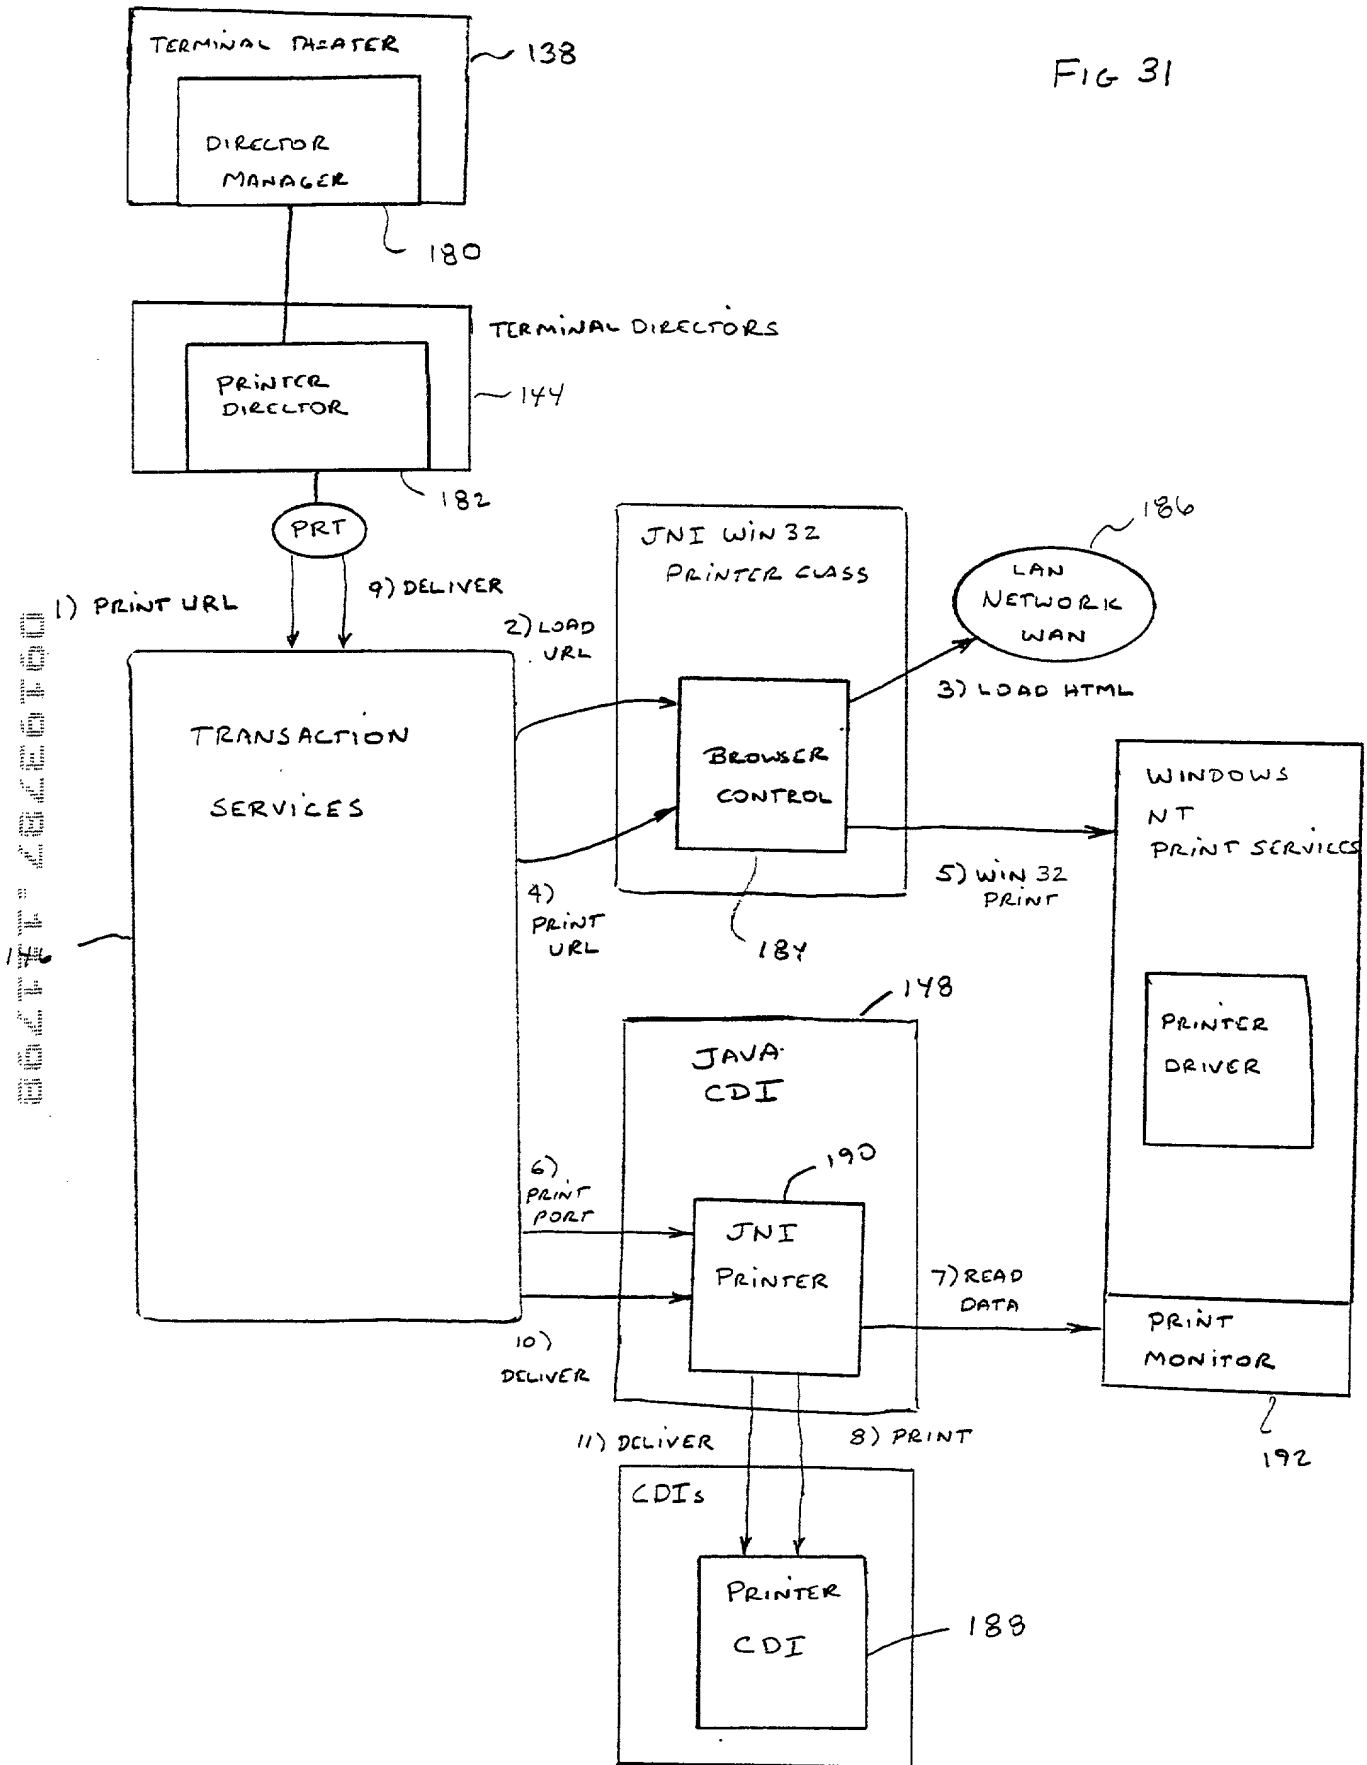 FIG 31
TERMINAL THEATER
138
DIRECTOR
MANAGER
180
TERMINAL DIRECTORS
PRINTER
DIRECTOR
144
182
PRT
1) PRINT URL
9) DELIVER
TRANSACTION
SERVICES
146
2) LOAD
URL
JNI WIN 32
PRINTER CLASS
BROWSER
CONTROL
184
186
LAN
NETWORK
WAN
3) LOAD HTML
4)
PRINT
URL
5) WIN 32
PRINT
WINDOWS
NT
PRINT SERVICES
PRINTER
DRIVER
148
JAVA
CDI
190
6)
PRINT
PORT
JNI
PRINTER
7) READ
DATA
10)
DELIVER
PRINT
MONITOR
192
11) DELIVER
8) PRINT
CDIs
PRINTER
CDI
188